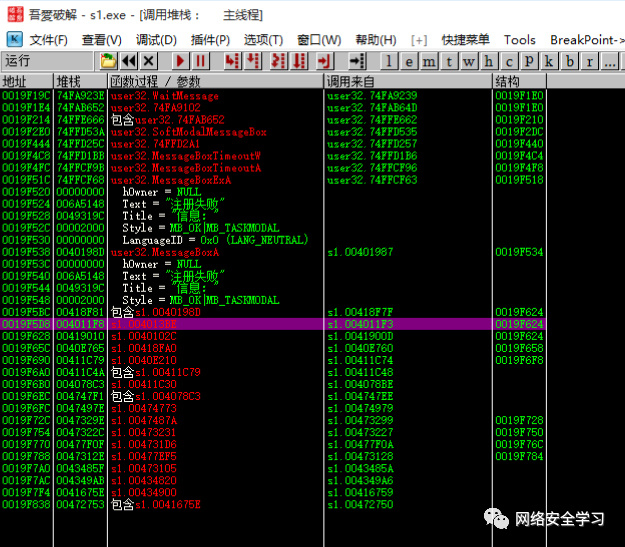 吾爱破解 - s1.exe - [调用堆栈: 主线程]
K 文件(F) 查看(V) 调试(D) 插件(P) 选项(T) 窗口(W) 帮助(H) [+] 快捷菜单 Tools BreakPoint->
运行 l e m t w h c p k b r ...
地址 堆栈 函数过程 / 参数 调用来自 结构
0019F19C 74FA923E user32.WaitMessage user32.74FA9239 0019F1E0
0019F1E4 74FAB652 user32.74FA9102 user32.74FAB64D 0019F1E0
0019F214 74FFE666 包含user32.74FAB652 user32.74FFE662 0019F210
0019F2E0 74FFD53A user32.SoftModalMessageBox user32.74FFD535 0019F2DC
0019F444 74FFD25C user32.74FFD2A1 user32.74FFD257 0019F440
0019F4C8 74FFD1BB user32.MessageBoxTimeoutW user32.74FFD1B6 0019F4C4
0019F4FC 74FFCF9B user32.MessageBoxTimeoutA user32.74FFCF96 0019F4F8
0019F51C 74FFCF68 user32.MessageBoxExA user32.74FFCF63 0019F518
0019F520 00000000 hOwner = NULL
0019F524 006A5148 Text = "注册失败"
0019F528 0049319C Title = "信息:"
0019F52C 00002000 Style = MB_OK|MB_TASKMODAL
0019F530 00000000 LanguageID = 0x0 (LANG_NEUTRAL)
0019F538 0040198D user32.MessageBoxA s1.00401987 0019F534
0019F53C 00000000 hOwner = NULL
0019F540 006A5148 Text = "注册失败"
0019F544 0049319C Title = "信息:"
0019F548 00002000 Style = MB_OK|MB_TASKMODAL
0019F5BC 00418F81 包含s1.0040198D s1.00418F7F 0019F624
0019F5D8 004011F8 s1.004013BE s1.004011F3 0019F624
0019F628 00419010 s1.0040102C s1.0041900D 0019F624
0019F65C 0040E765 s1.00418FA0 s1.0040E760 0019F658
0019F690 00411C79 s1.0040E210 s1.00411C74 0019F6F8
0019F6A0 00411C4A 包含s1.00411C79 s1.00411C48
0019F6B0 004078C3 s1.00411C30 s1.004078BE
0019F6EC 004747F1 包含s1.004078C3 s1.004747EE
0019F6FC 0047497E s1.00474773 s1.00474979
0019F72C 0047329E s1.0047487A s1.00473299 0019F728
0019F754 0047322C s1.00473231 s1.00473227 0019F750
0019F770 00477F0F s1.004731D6 s1.00477F0A 0019F76C
0019F788 0047312E s1.00477EF5 s1.00473128 0019F784
0019F7A0 0043485F s1.00473105 s1.0043485A
0019F7AC 004349AB s1.00434820 s1.004349A6
0019F7F4 0041675E s1.00434900 s1.00416759
0019F838 00472753 包含s1.0041675E s1.00472750
网络安全学习